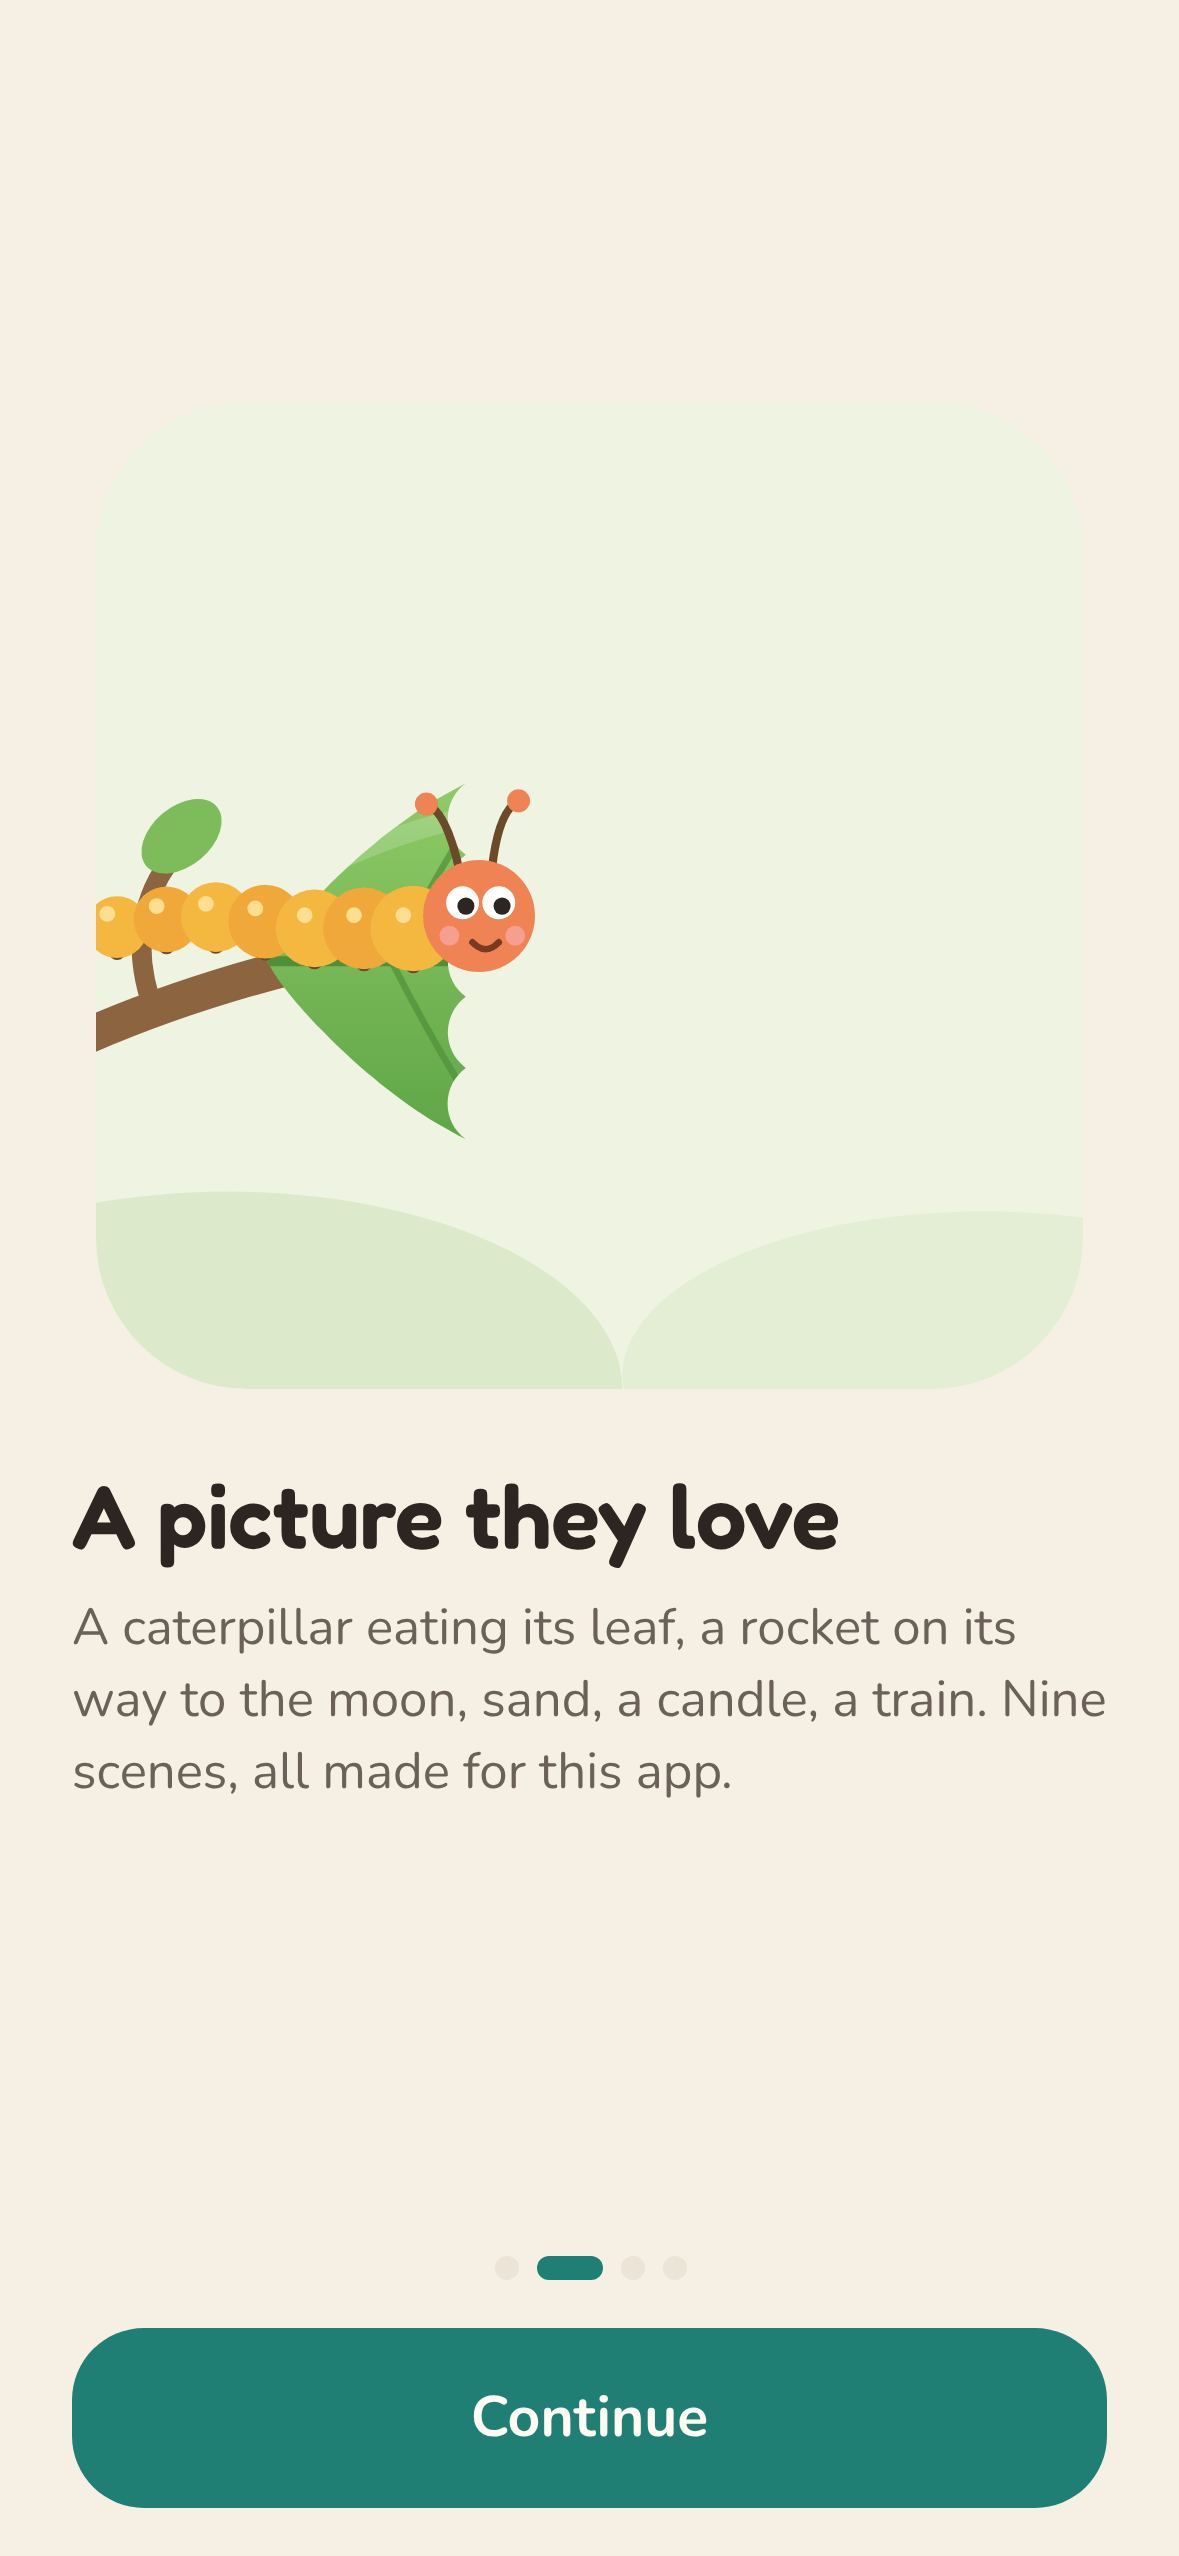 A picture they love
A caterpillar eating its leaf, a rocket on its
way to the moon, sand, a candle, a train. Nine
scenes, all made for this app.
Continue